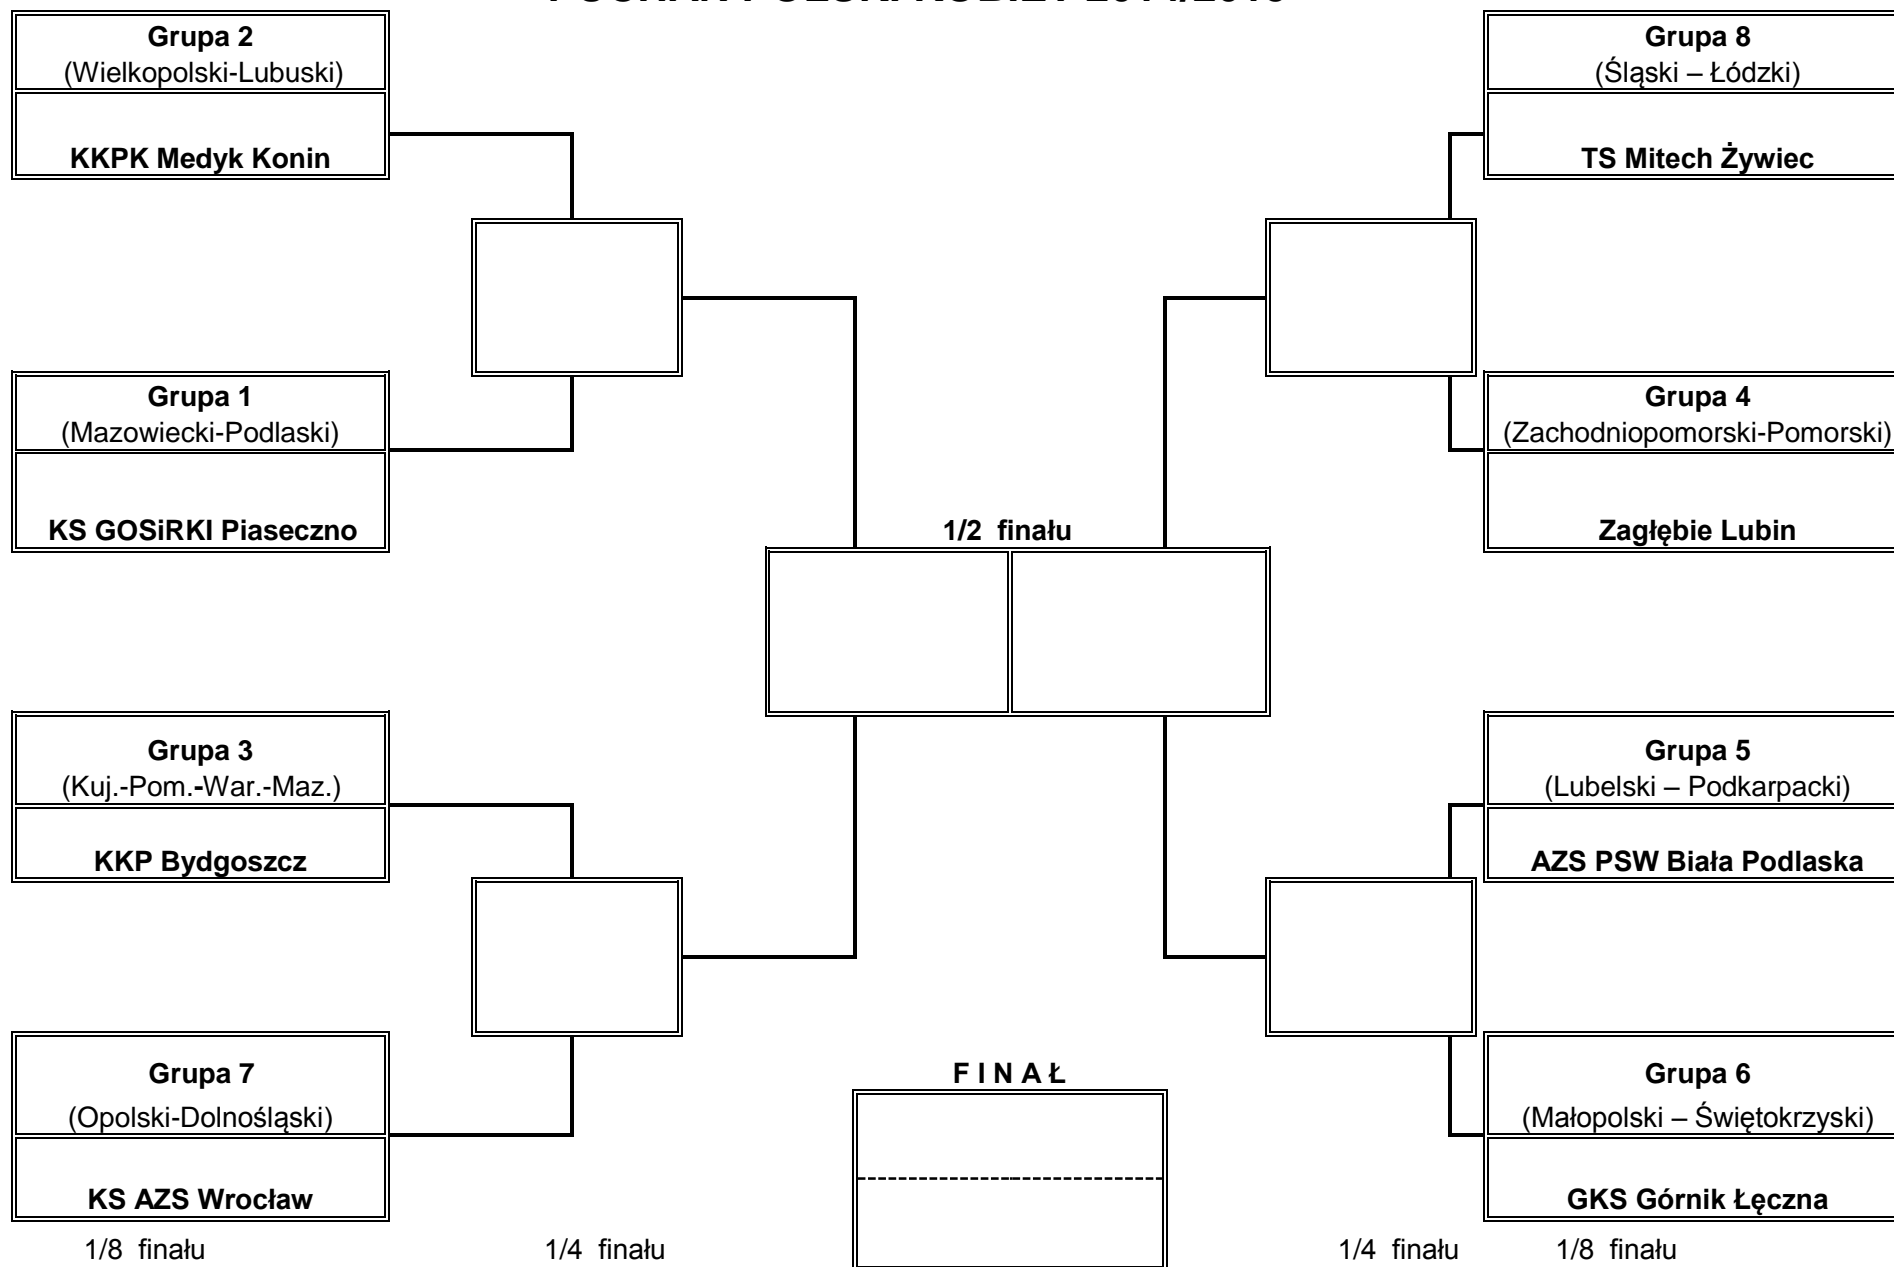 Grupa 2
(Wielkopolski-Lubuski)
KKPK Medyk Konin
Grupa 8
(Śląski – Łódzki)
TS Mitech Żywiec
Grupa 1
(Mazowiecki-Podlaski)
KS GOSiRKI Piaseczno
Grupa 4
(Zachodniopomorski-Pomorski)
Zagłębie Lubin
1/2 finału
Grupa 3
(Kuj.-Pom.-War.-Maz.)
KKP Bydgoszcz
Grupa 5
(Lubelski – Podkarpacki)
AZS PSW Biała Podlaska
Grupa 7
(Opolski-Dolnośląski)
KS AZS Wrocław
F I N A Ł
Grupa 6
(Małopolski – Świętokrzyski)
GKS Górnik Łęczna
1/8 finału
1/4 finału
1/4 finału
1/8 finału